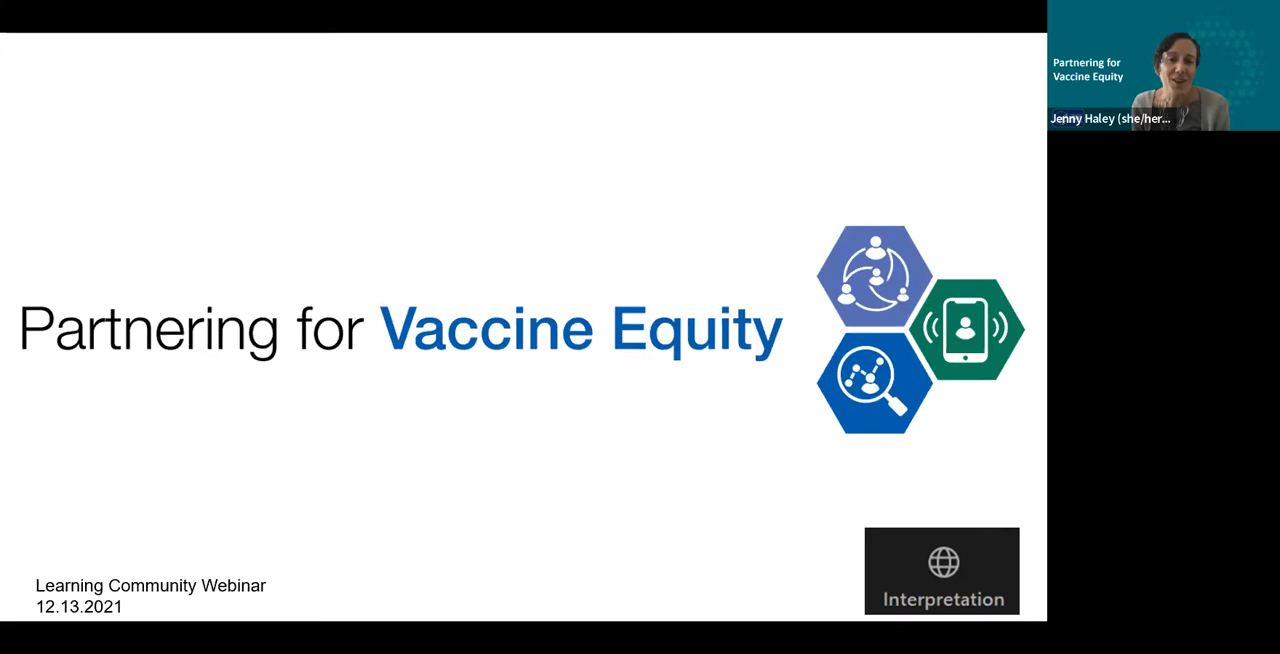 Partnering for Vaccine Equity
Learning Community Webinar
12.13.2021
Interpretation
Partnering for
Vaccine Equity
Jenny Haley (she/her...